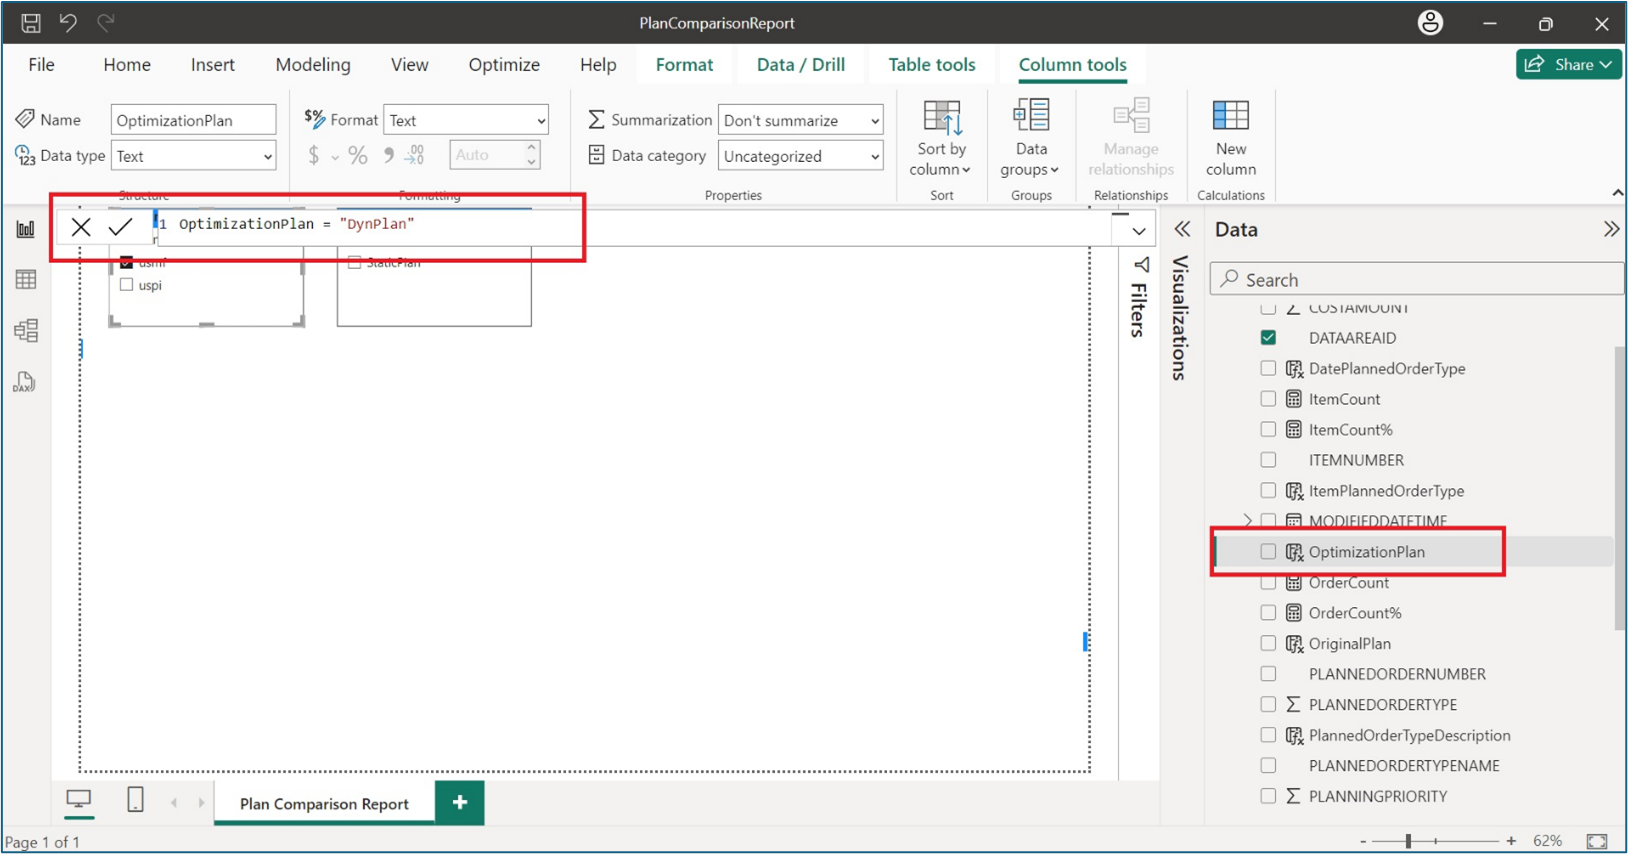 PlanComparisonReport
File Home Insert Modeling View Optimize Help Format Data / Drill Table tools Column tools Share
Name OptimizationPlan $% Format Text Summarization Don't summarize
Data type Text $ % 9 .00 Auto Data category Uncategorized
Sort by column
Data groups
Manage relationships
New column
Structure Formatting Properties Sort Groups Relationships Calculations
1 OptimizationPlan = "DynPlan"
usmf
StaticPlan
uspi
Filters
Visualizations
Data
Search
COSTAMOUNT
DATAAREAID
DatePlannedOrderType
ItemCount
ItemCount%
ITEMNUMBER
ItemPlannedOrderType
MODIFIEDDATETIME
OptimizationPlan
OrderCount
OrderCount%
OriginalPlan
PLANNEDORDERNUMBER
PLANNEDORDERTYPE
PlannedOrderTypeDescription
PLANNEDORDERTYPENAME
PLANNINGPRIORITY
DAX
Plan Comparison Report +
Page 1 of 1
- + 62%